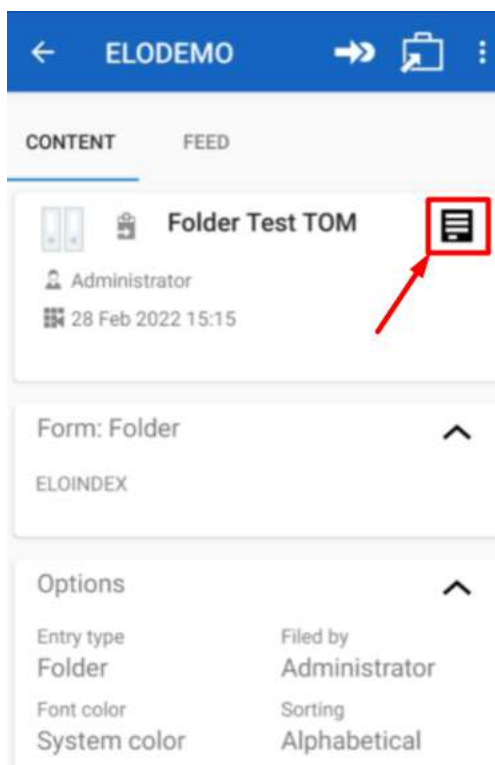 ELODEMO
CONTENT FEED
Folder Test TOM
Administrator
28 Feb 2022 15:15
Form: Folder
ELOINDEX
Options
Entry type Filed by
Folder Administrator
Font color Sorting
System color Alphabetical